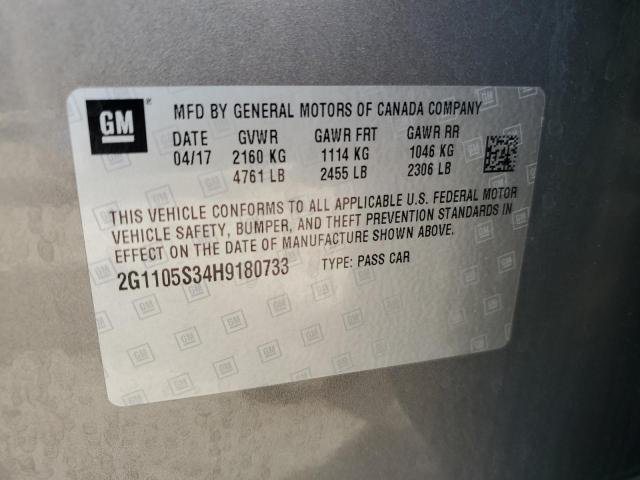 GM
MFD BY GENERAL MOTORS OF CANADA COMPANY
DATE GVWR GAWR FRT GAWR RR
04/17 2160 KG 1114 KG 1046 KG
4761 LB 2455 LB 2306 LB
THIS VEHICLE CONFORMS TO ALL APPLICABLE U.S. FEDERAL MOTOR
VEHICLE SAFETY, BUMPER, AND THEFT PREVENTION STANDARDS IN
EFFECT ON THE DATE OF MANUFACTURE SHOWN ABOVE.
2G1105S34H9180733 TYPE: PASS CAR